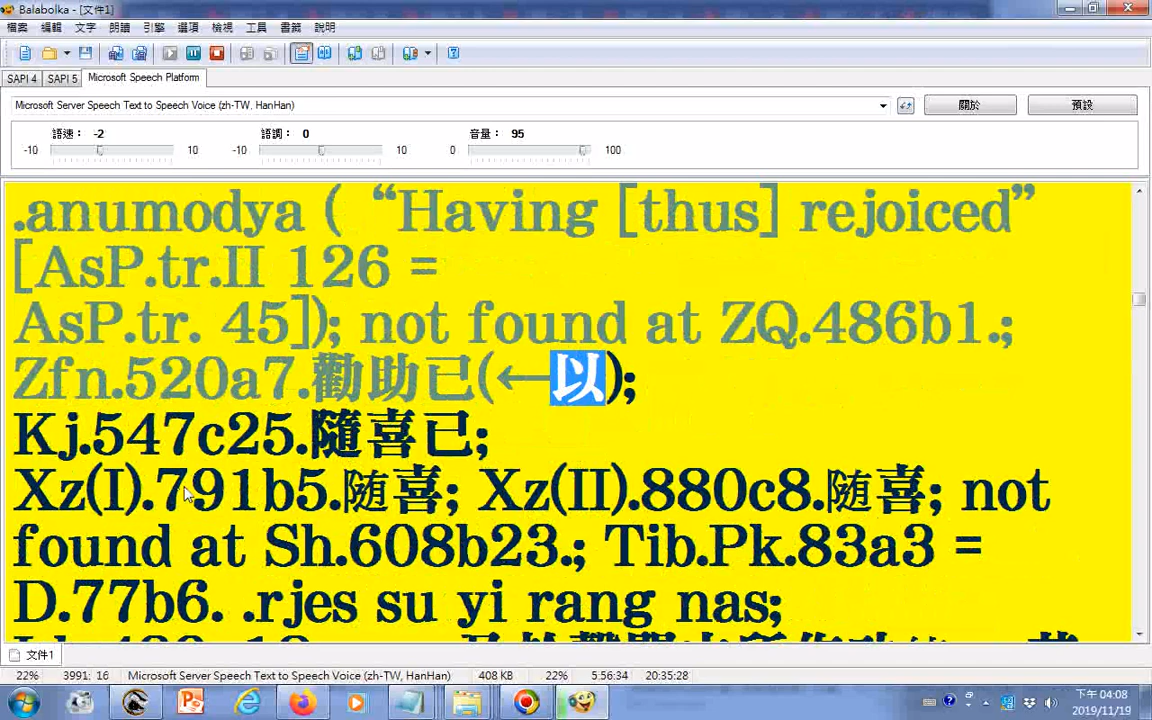 Balabolka - [文件1]
檔案 編輯 文字 朗讀 引擎 選項 檢視 工具 書籤 說明
SAPI 4 SAPI 5 Microsoft Speech Platform
Microsoft Server Speech Text to Speech Voice (zh-TW, HanHan) 關於 預設
語速： -2 語調： 0 音量： 95
-10 10 -10 10 0 100
.anumodya (“Having [thus] rejoiced”
[AsP.tr.II 126 =
AsP.tr. 45]); not found at ZQ.486b1.;
Zfn.520a7.勸助已(←以);
Kj.547c25.隨喜已;
Xz(I).791b5.随喜; Xz(II).880c8.随喜; not
found at Sh.608b23.; Tib.Pk.83a3 =
D.77b6. .rjes su yi rang nas;
文件1
22% 3991: 16 Microsoft Server Speech Text to Speech Voice (zh-TW, HanHan) 408 KB 22% 5:56:34 20:35:28
下午 04:08
2019/11/19